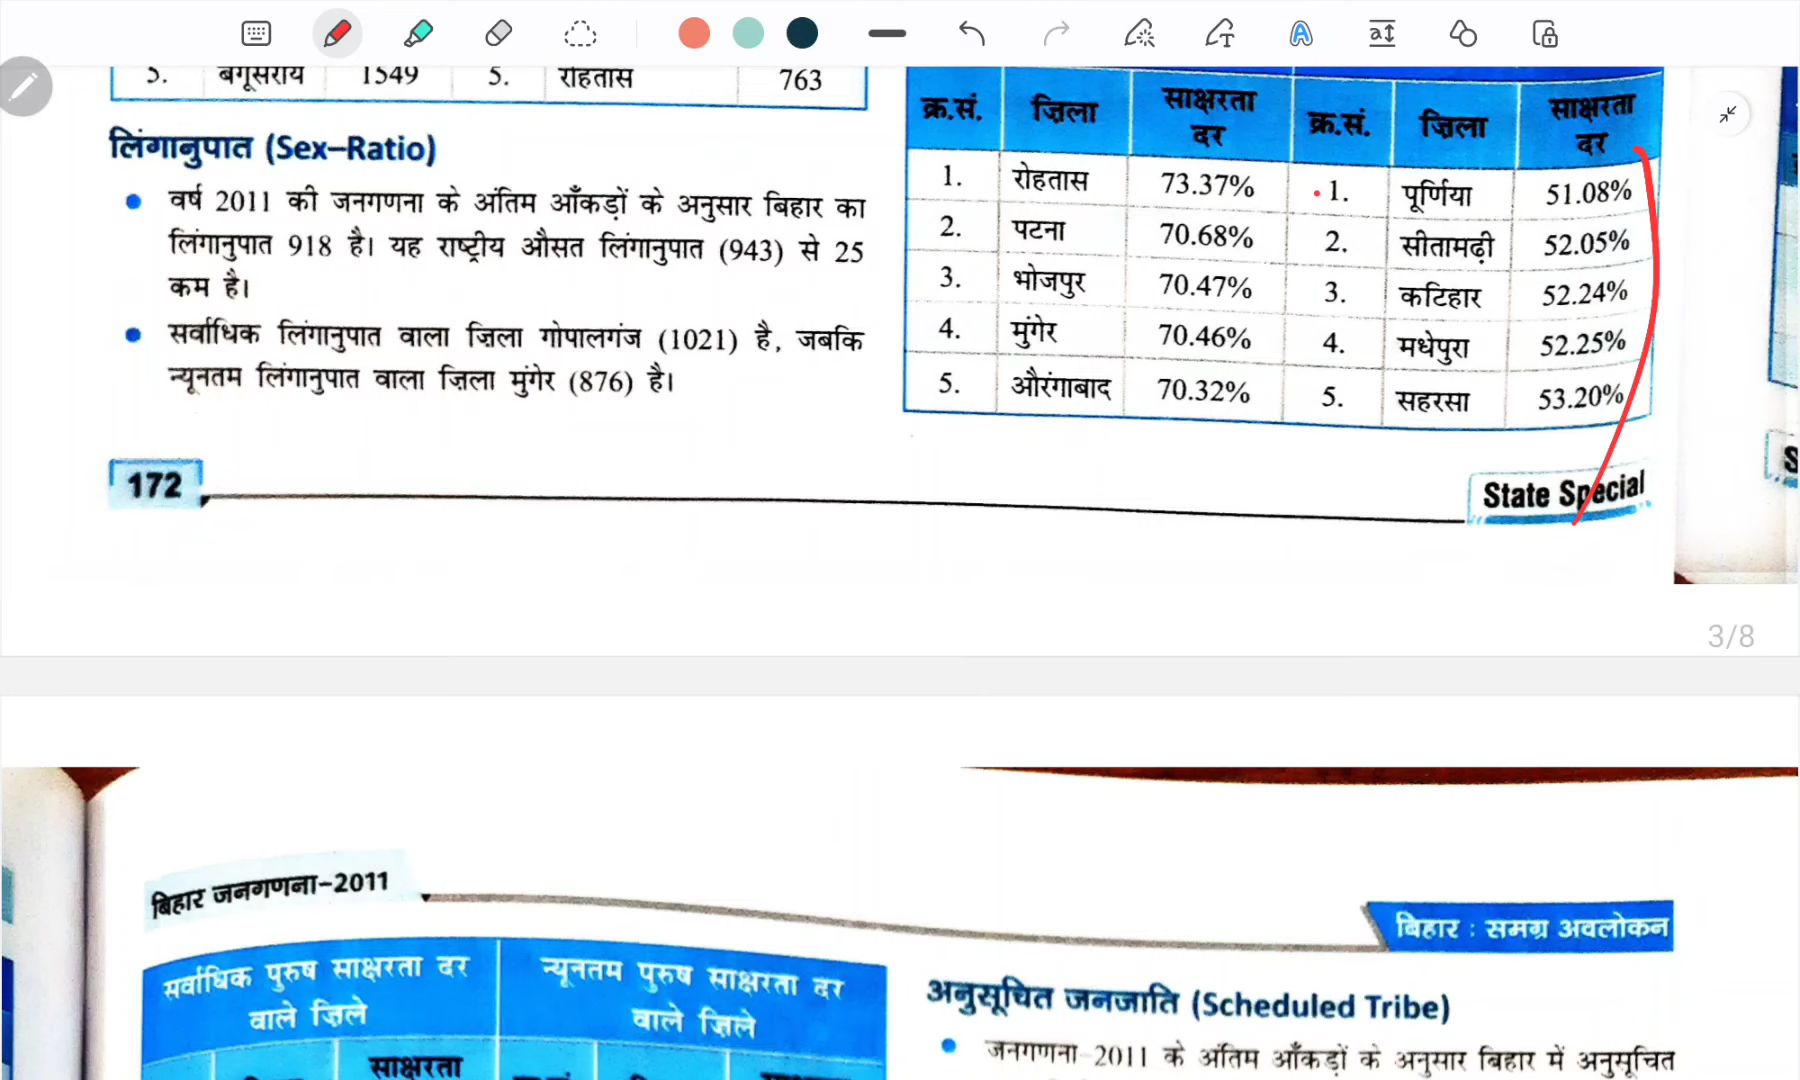 5. बेगूसराय 1549 5. रोहतास 763
लिंगानुपात (Sex–Ratio)
• वर्ष 2011 की जनगणना के अंतिम आँकड़ों के अनुसार बिहार का
लिंगानुपात 918 है। यह राष्ट्रीय औसत लिंगानुपात (943) से 25
कम है।
• सर्वाधिक लिंगानुपात वाला ज़िला गोपालगंज (1021) है, जबकि
न्यूनतम लिंगानुपात वाला ज़िला मुंगेर (876) है।
क्र.सं. ज़िला साक्षरता दर क्र.सं. ज़िला साक्षरता दर
1. रोहतास 73.37% 1. पूर्णिया 51.08%
2. पटना 70.68% 2. सीतामढ़ी 52.05%
3. भोजपुर 70.47% 3. कटिहार 52.24%
4. मुंगेर 70.46% 4. मधेपुरा 52.25%
5. औरंगाबाद 70.32% 5. सहरसा 53.20%
172
State Special
3/8
बिहार जनगणना–2011
बिहार : समग्र अवलोकन
सर्वाधिक पुरुष साक्षरता दर
वाले ज़िले
न्यूनतम पुरुष साक्षरता दर
वाले ज़िले
साक्षरता
अनुसूचित जनजाति (Scheduled Tribe)
• जनगणना 2011 के अंतिम आँकड़ों के अनुसार बिहार में अनुसूचित